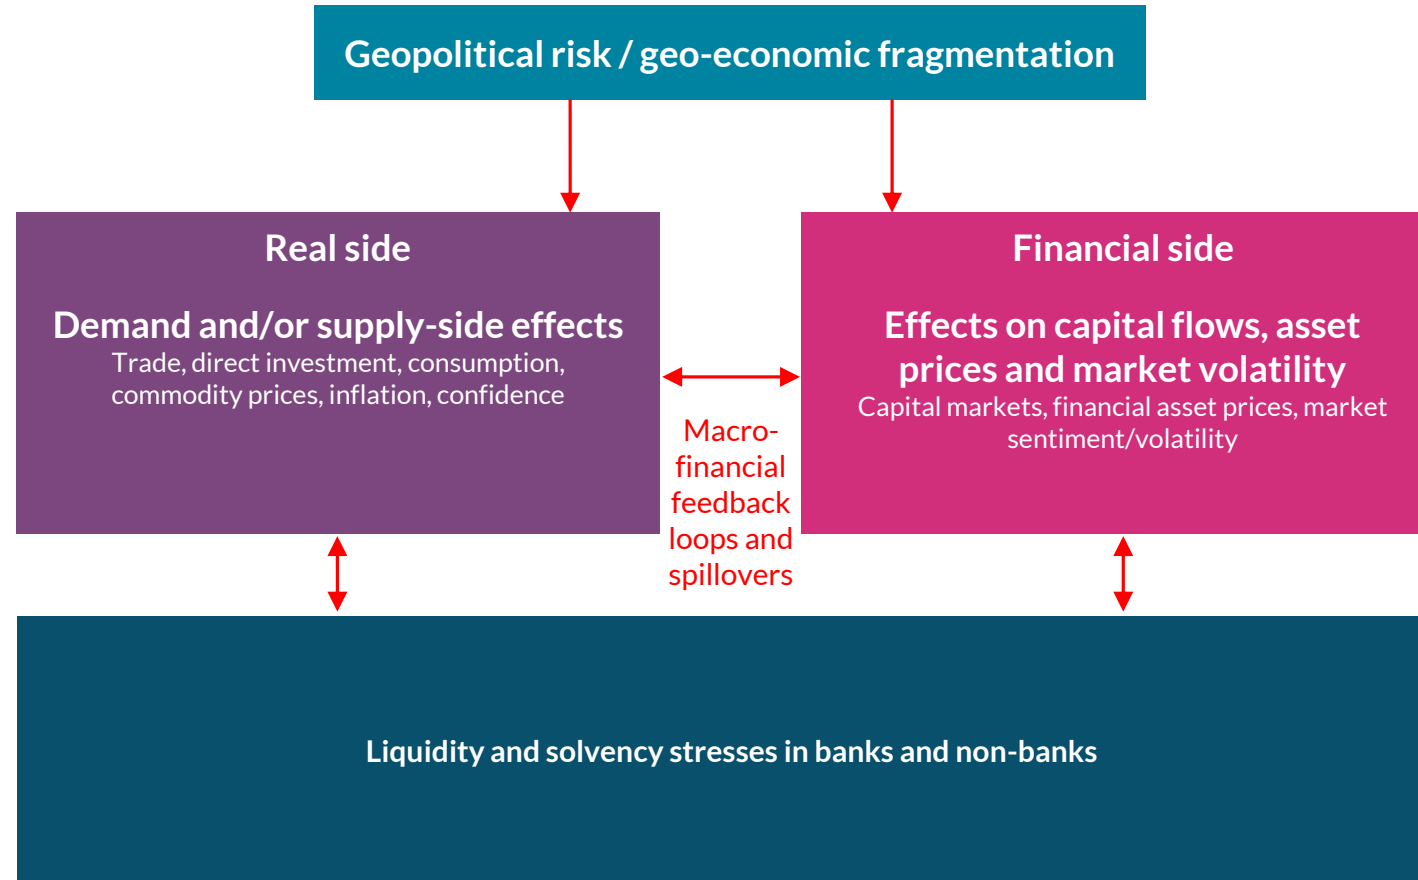 Geopolitical risk / geo-economic fragmentation
Real side
Demand and/or supply-side effects
Trade, direct investment, consumption,
commodity prices, inflation, confidence
Macro-
financial
feedback
loops and
spillovers
Financial side
Effects on capital flows, asset
prices and market volatility
Capital markets, financial asset prices, market
sentiment/volatility
Liquidity and solvency stresses in banks and non-banks